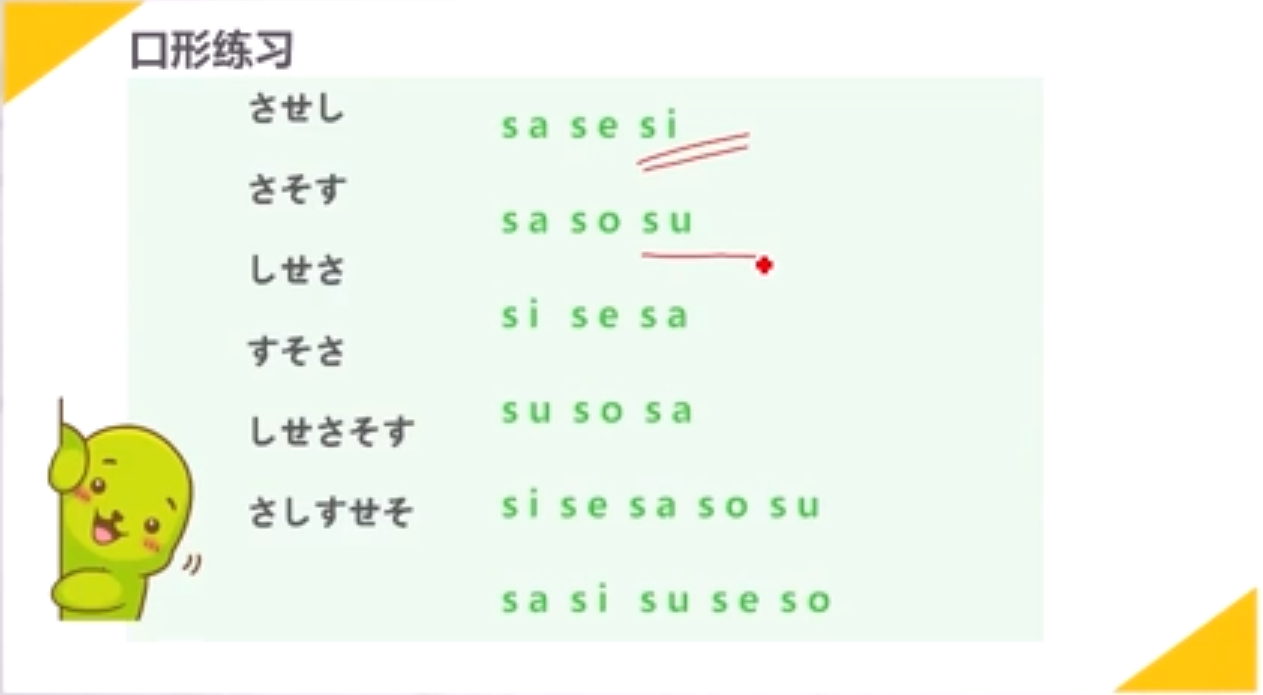 口形练习
させし
sa se si
さそす
sa so su
しせさ
si se sa
すそさ
su so sa
しせさそす
si se sa so su
さしすせそ
sa si su se so